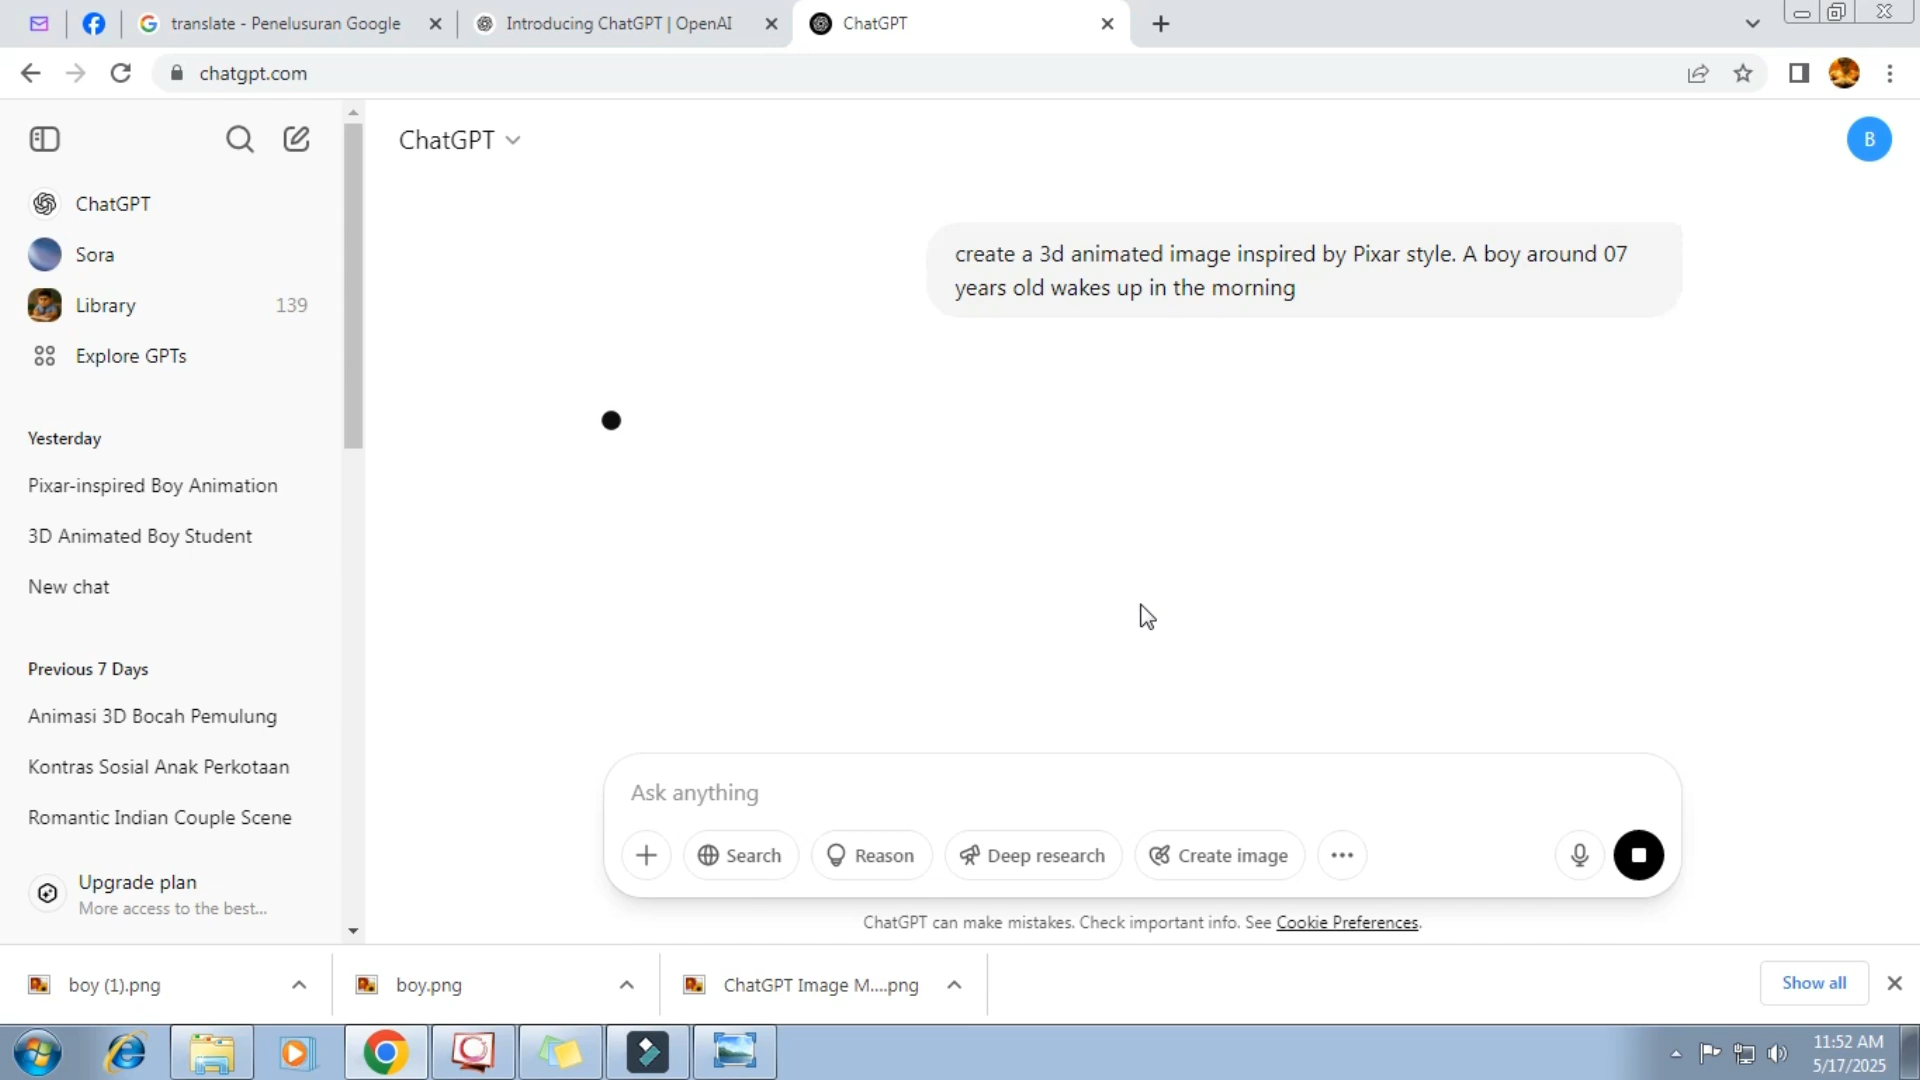 translate - Penelusuran Google
Introducing ChatGPT | OpenAI
ChatGPT
chatgpt.com
ChatGPT
B
ChatGPT
Sora
Library 139
Explore GPTs
create a 3d animated image inspired by Pixar style. A boy around 07
years old wakes up in the morning
Yesterday
Pixar-inspired Boy Animation
3D Animated Boy Student
New chat
Previous 7 Days
Animasi 3D Bocah Pemulung
Kontras Sosial Anak Perkotaan
Romantic Indian Couple Scene
Upgrade plan
More access to the best...
Ask anything
Search
Reason
Deep research
Create image
ChatGPT can make mistakes. Check important info. See Cookie Preferences.
boy (1).png
boy.png
ChatGPT Image M....png
Show all
11:52 AM
5/17/2025